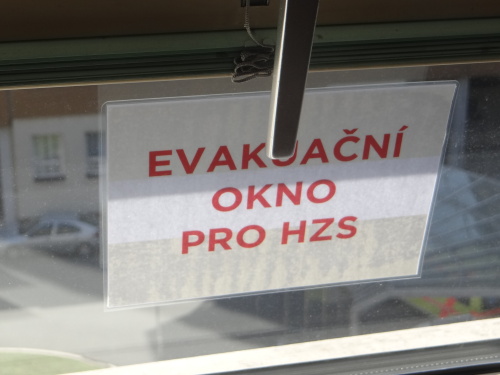 EVAKUAČNÍ
OKNO
PRO HZS